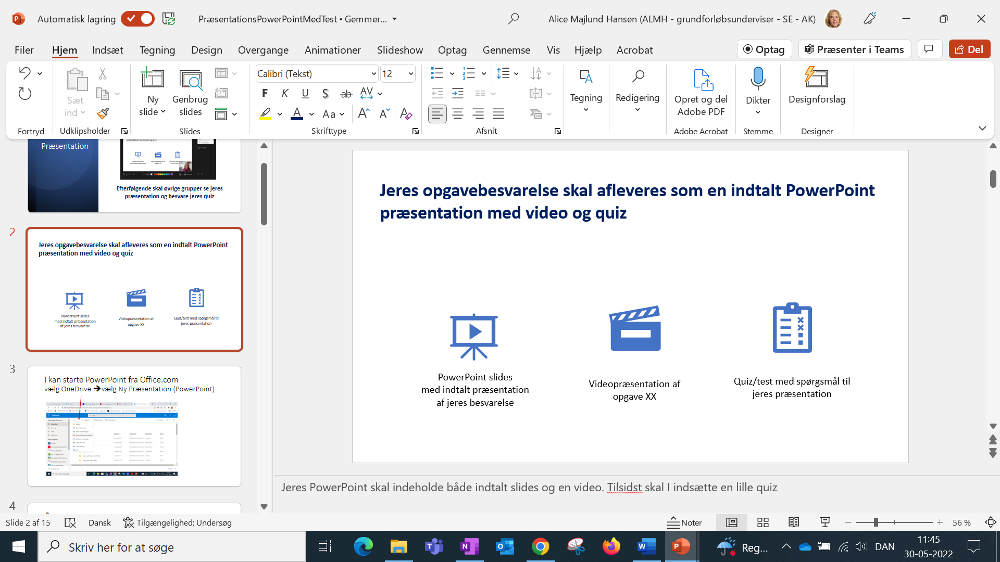 Automatisk lagring
PræsentationsPowerPointMedTest • Gemmer...
Alice Majlund Hansen (ALMH - grundforløbsunderviser - SE - AK)
Filer Hjem Indsæt Tegning Design Overgange Animationer Slideshow Optag Gennemse Vis Hjælp Acrobat
Optag
Præsenter i Teams
Del
Sæt
ind
Ny
slide
Genbrug
slides
Calibri (Tekst)
12
F K U S ab AV
A Aa A A A
Tegning
Redigering
Opret og del
Adobe PDF
Dikter
Designforslag
Fortryd
Udklipsholder
Slides
Skrifttype
Afsnit
Adobe Acrobat
Stemme
Designer
Præsentation
præsentation med video og quiz
Efterfølgende skal øvrige grupper se jeres
præsentation og besvare jeres quiz
2
Jeres opgavebesvarelse skal afleveres som en indtalt PowerPoint
præsentation med video og quiz
PowerPoint slides
med indtalt præsentation
af jeres besvarelse
Videopræsentation af
opgave XX
Quiz/test med spørgsmål til
jeres præsentation
3
I kan starte PowerPoint fra Office.com
vælg OneDrive 🡪vælg Ny Præsentation (PowerPoint)
4
Jeres opgavebesvarelse skal afleveres som en indtalt PowerPoint
præsentation med video og quiz
PowerPoint slides
med indtalt præsentation
af jeres besvarelse
Videopræsentation af
opgave XX
Quiz/test med spørgsmål til
jeres præsentation
Jeres PowerPoint skal indeholde både indtalt slides og en video. Tilsidst skal I indsætte en lille quiz
Slide 2 af 15
Dansk
Tilgængelighed: Undersøg
Noter
56 %
Skriv her for at søge
Reg...
DAN
11:45
30-05-2022